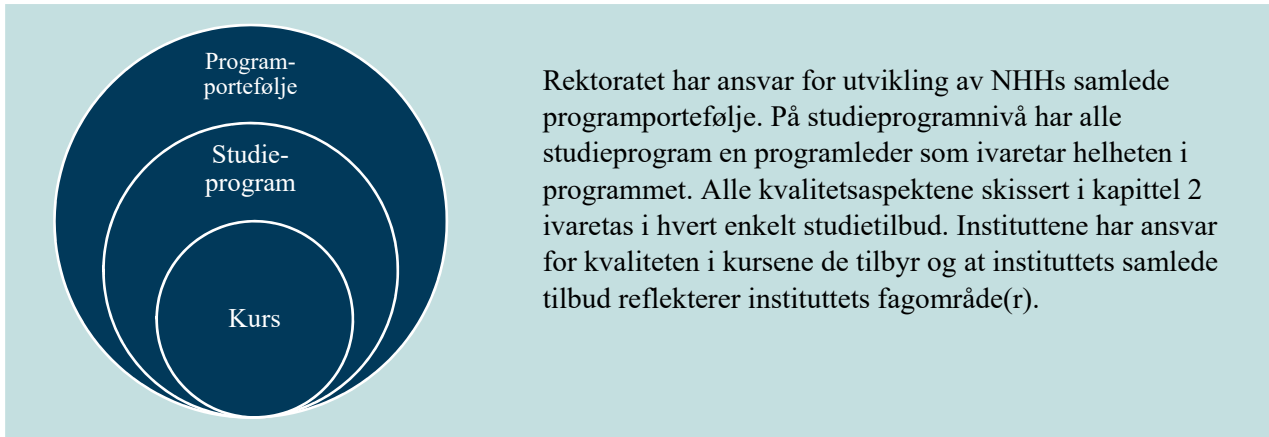 Program-
portefølje
Studie-
program
Kurs
Rektoratet har ansvar for utvikling av NHHs samlede
programportefølje. På studieprogramnivå har alle
studieprogram en programleder som ivaretar helheten i
programmet. Alle kvalitetsaspektene skissert i kapittel 2
ivaretas i hvert enkelt studietilbud. Instituttene har ansvar
for kvaliteten i kursene de tilbyr og at instituttets samlede
tilbud reflekterer instituttets fagområde(r).